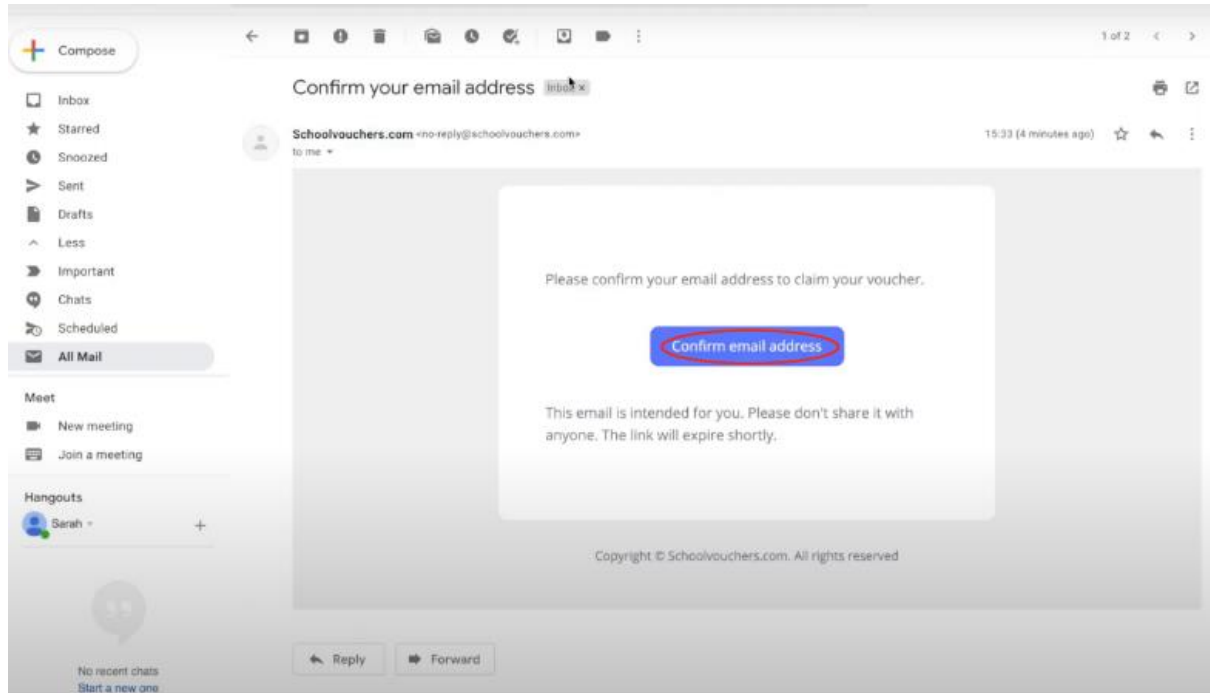 Compose
1 of 2
Confirm your email address Inbox ×
Inbox
Starred
Schoolvouchers.com <no-reply@schoolvouchers.com>
15:33 (4 minutes ago)
to me
Snoozed
Sent
Drafts
Less
Important
Chats
Scheduled
All Mail
Please confirm your email address to claim your voucher.
Confirm email address
This email is intended for you. Please don't share it with
anyone. The link will expire shortly.
Copyright © Schoolvouchers.com. All rights reserved
Meet
New meeting
Join a meeting
Hangouts
Sarah
No recent chats
Start a new one
Reply
Forward